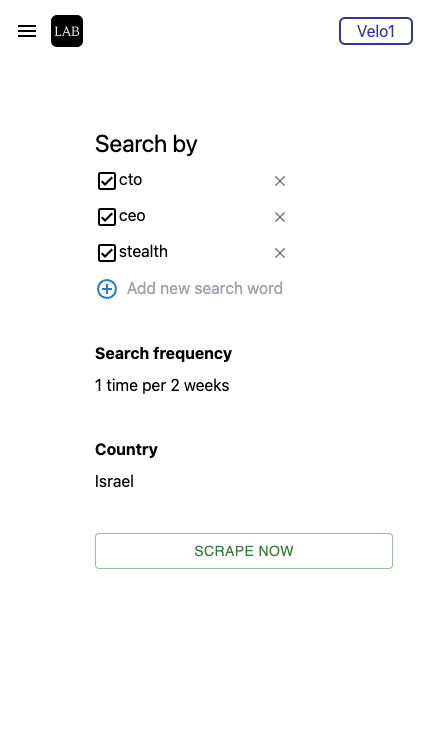 LAB
Velo1
Search by
cto
ceo
stealth
Add new search word
Search frequency
1 time per 2 weeks
Country
Israel
SCRAPE NOW